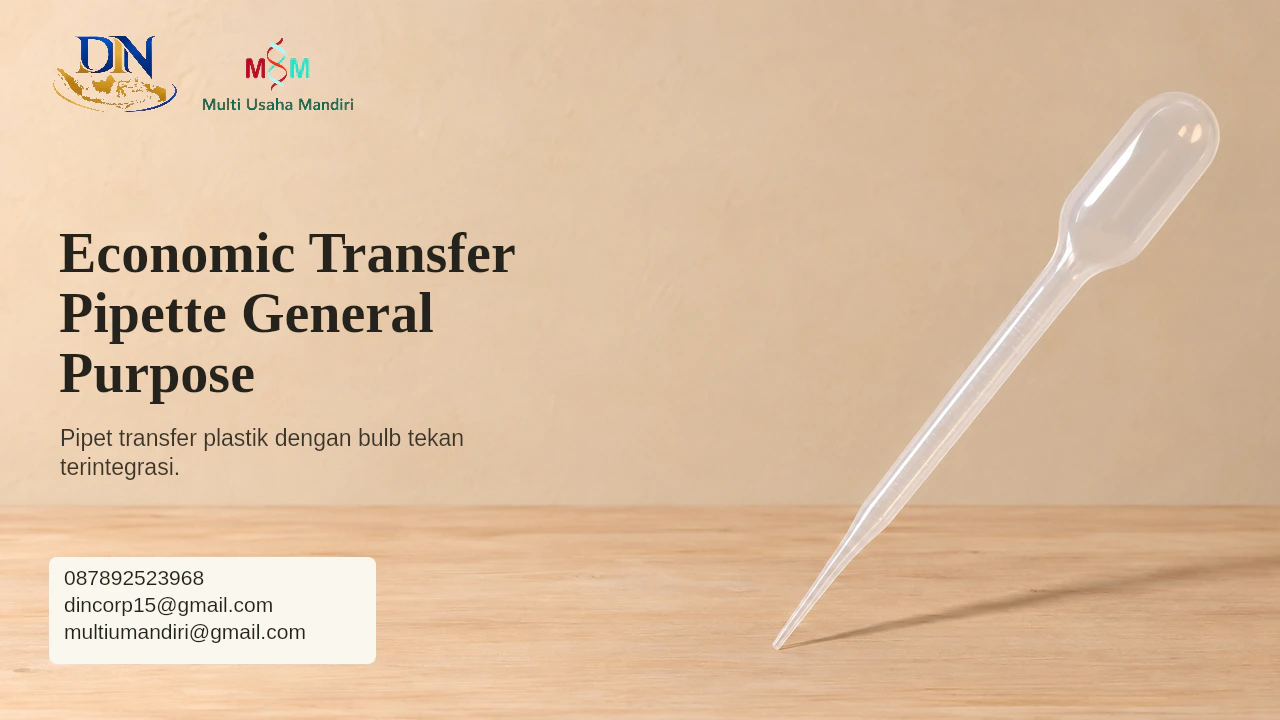 DIN
MSM
Multi Usaha Mandiri
Economic Transfer
Pipette General
Purpose
Pipet transfer plastik dengan bulb tekan
terintegrasi.
087892523968
dincorp15@gmail.com
multiumandiri@gmail.com